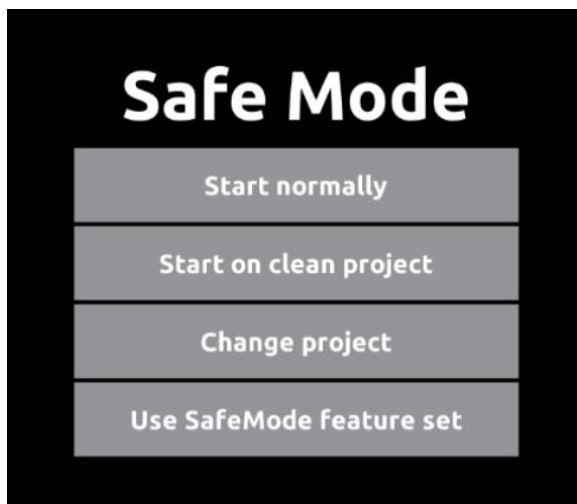 Safe Mode
Start normally
Start on clean project
Change project
Use SafeMode feature set